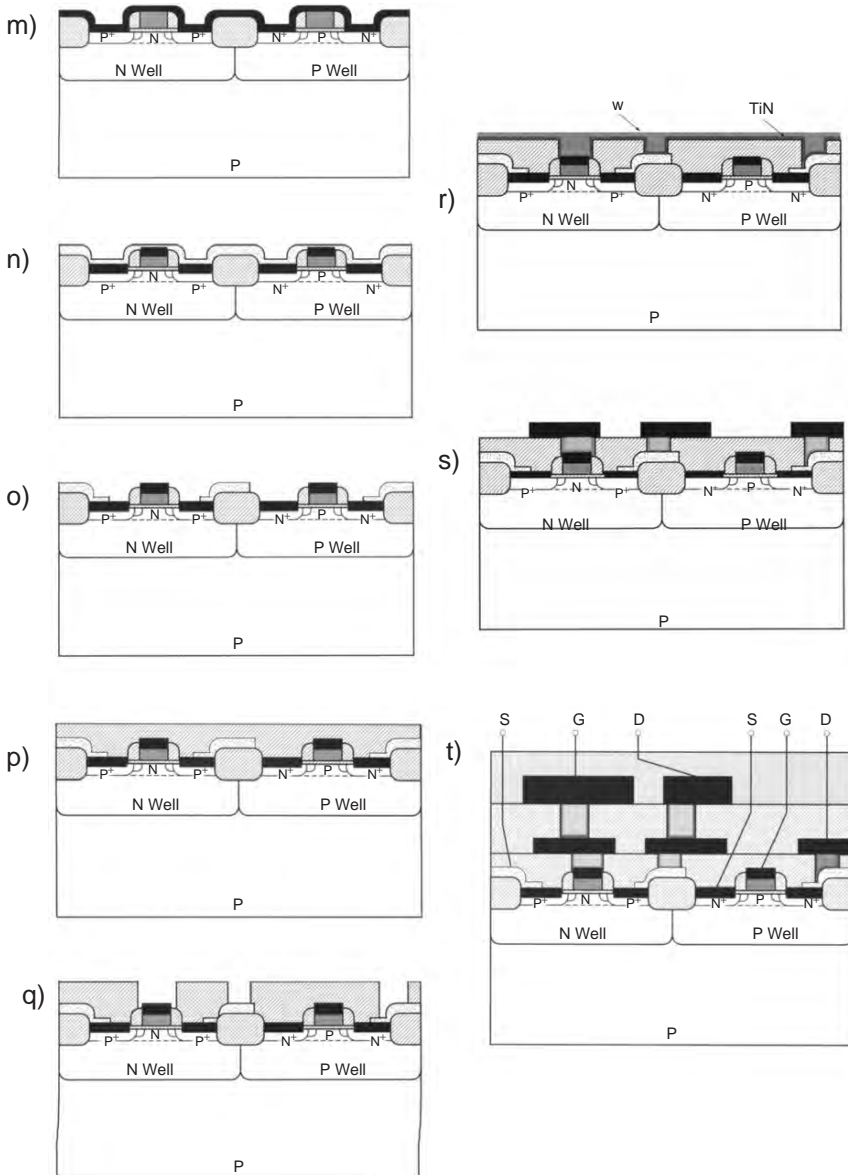 m)
P+ N P+ N+ P N+
N Well P Well
P
n)
P+ N P+ N+ P N+
N Well P Well
P
o)
P+ N P+ N+ P N+
N Well P Well
P
p)
P+ N P+ N+ P N+
N Well P Well
P
q)
P+ N P+ N+ P N+
N Well P Well
P
w TiN
r)
P+ N P+ N+ P N+
N Well P Well
P
s)
P+ N P+ N+ P N+
N Well P Well
P
S G D S G D
t)
P+ N P+ N+ P N+
N Well P Well
P